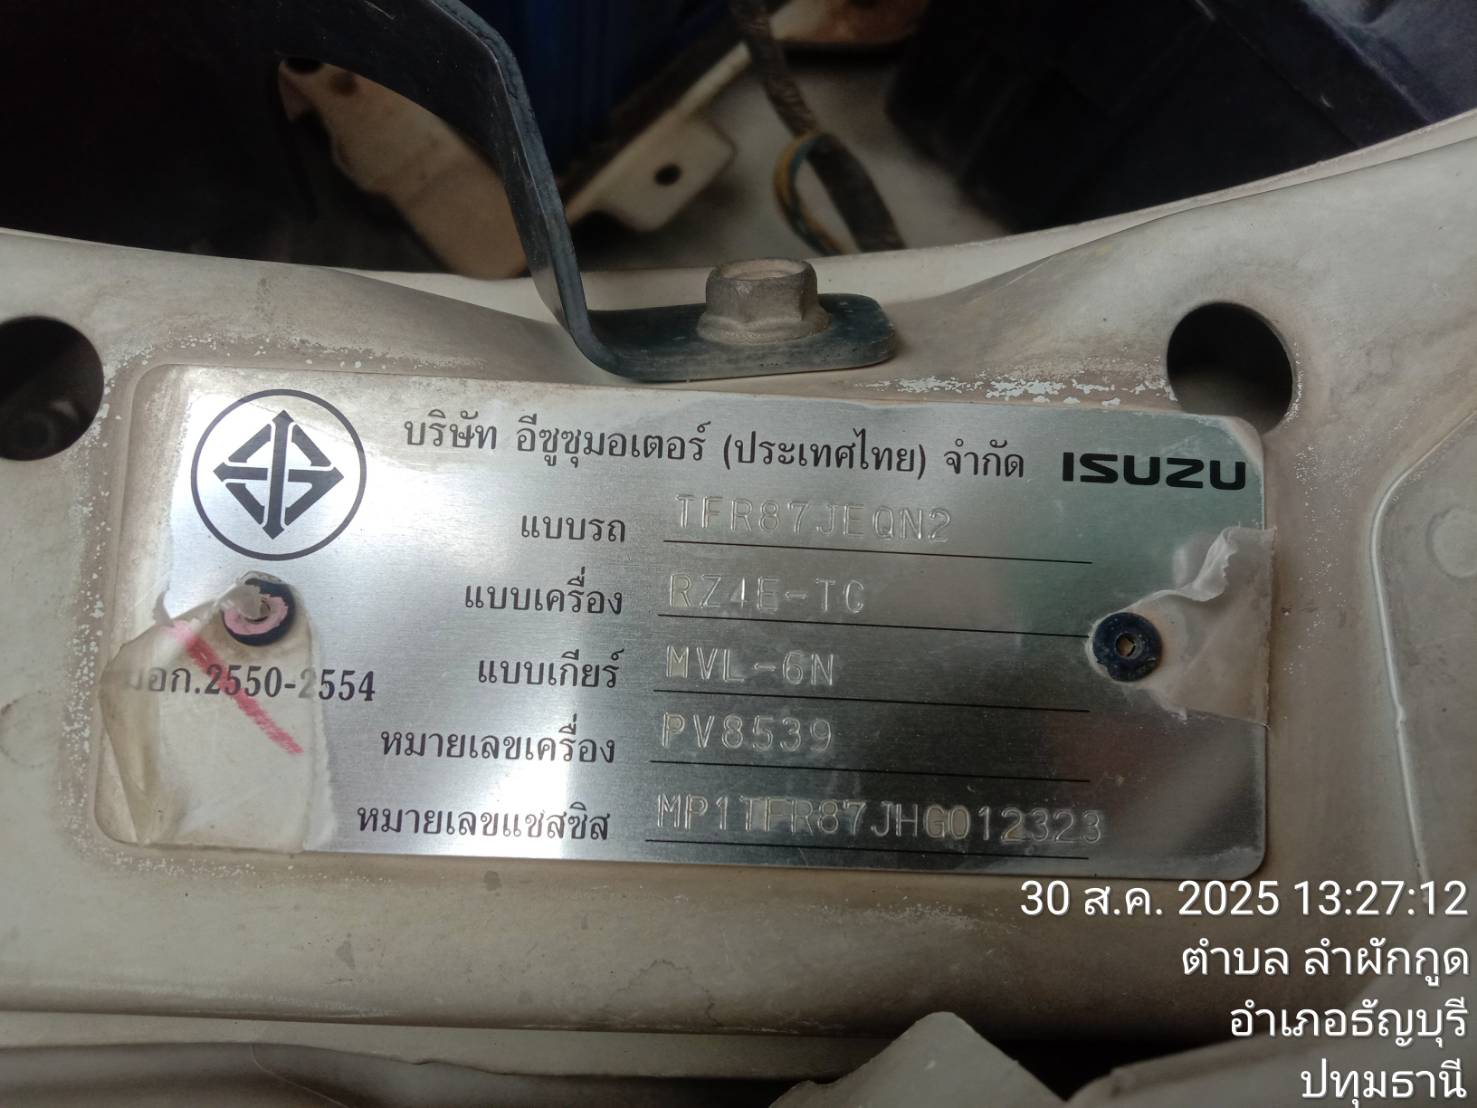 บริษัท อีซูซุมอเตอร์ (ประเทศไทย) จำกัด ISUZU
แบบรถ TFR87JEQN2
แบบเครื่อง RZ4E-TC
แบบเกียร์ MVL-6N
มอก.2550-2554
หมายเลขเครื่อง PV8539
หมายเลขแชสซิส MP1TFR87JHG012323
30 ส.ค. 2025 13:27:12
ตำบล ลำผักกูด
อำเภอธัญบุรี
ปทุมธานี